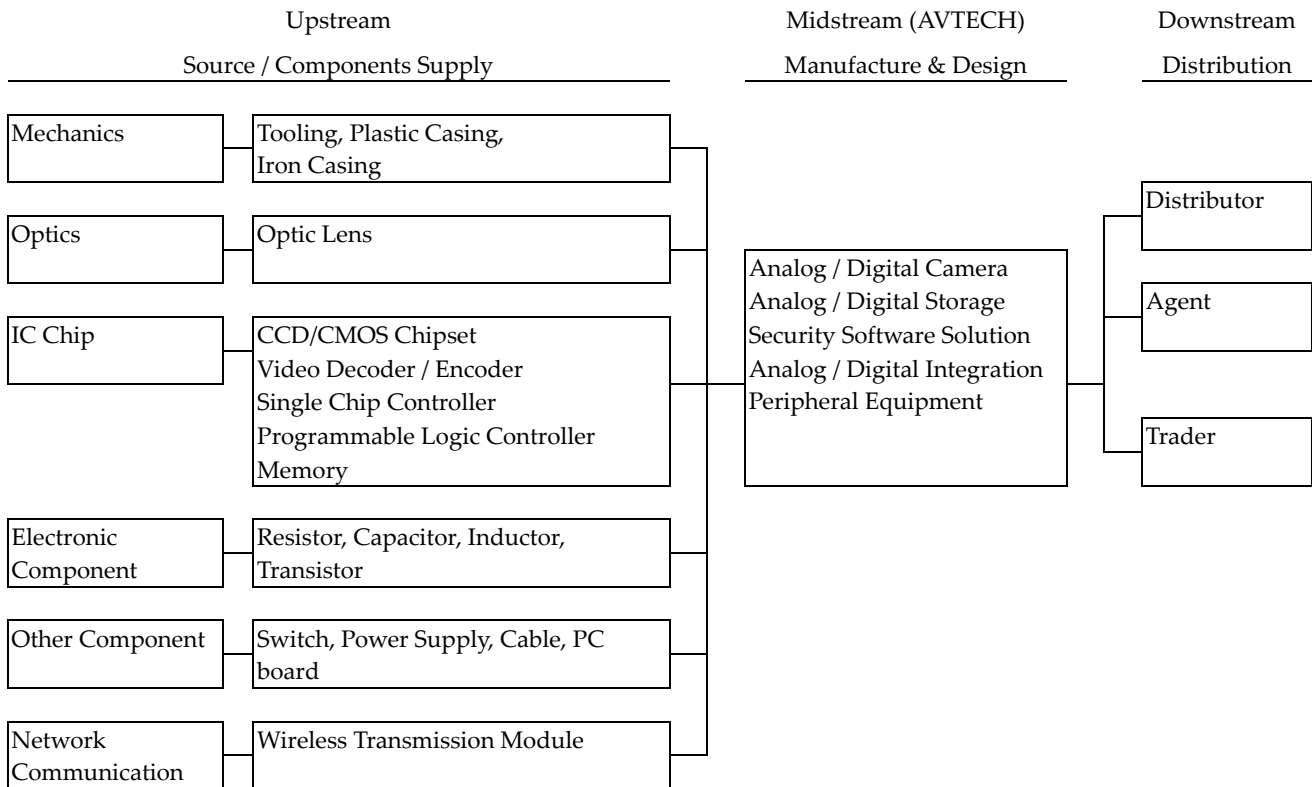 Upstream
Midstream (AVTECH)
Downstream
Source / Components Supply
Manufacture & Design
Distribution
Mechanics
Tooling, Plastic Casing,
Iron Casing
Optics
Optic Lens
IC Chip
CCD/CMOS Chipset
Video Decoder / Encoder
Single Chip Controller
Programmable Logic Controller
Memory
Electronic
Component
Resistor, Capacitor, Inductor,
Transistor
Other Component
Switch, Power Supply, Cable, PC
board
Network
Communication
Wireless Transmission Module
Analog / Digital Camera
Analog / Digital Storage
Security Software Solution
Analog / Digital Integration
Peripheral Equipment
Distributor
Agent
Trader